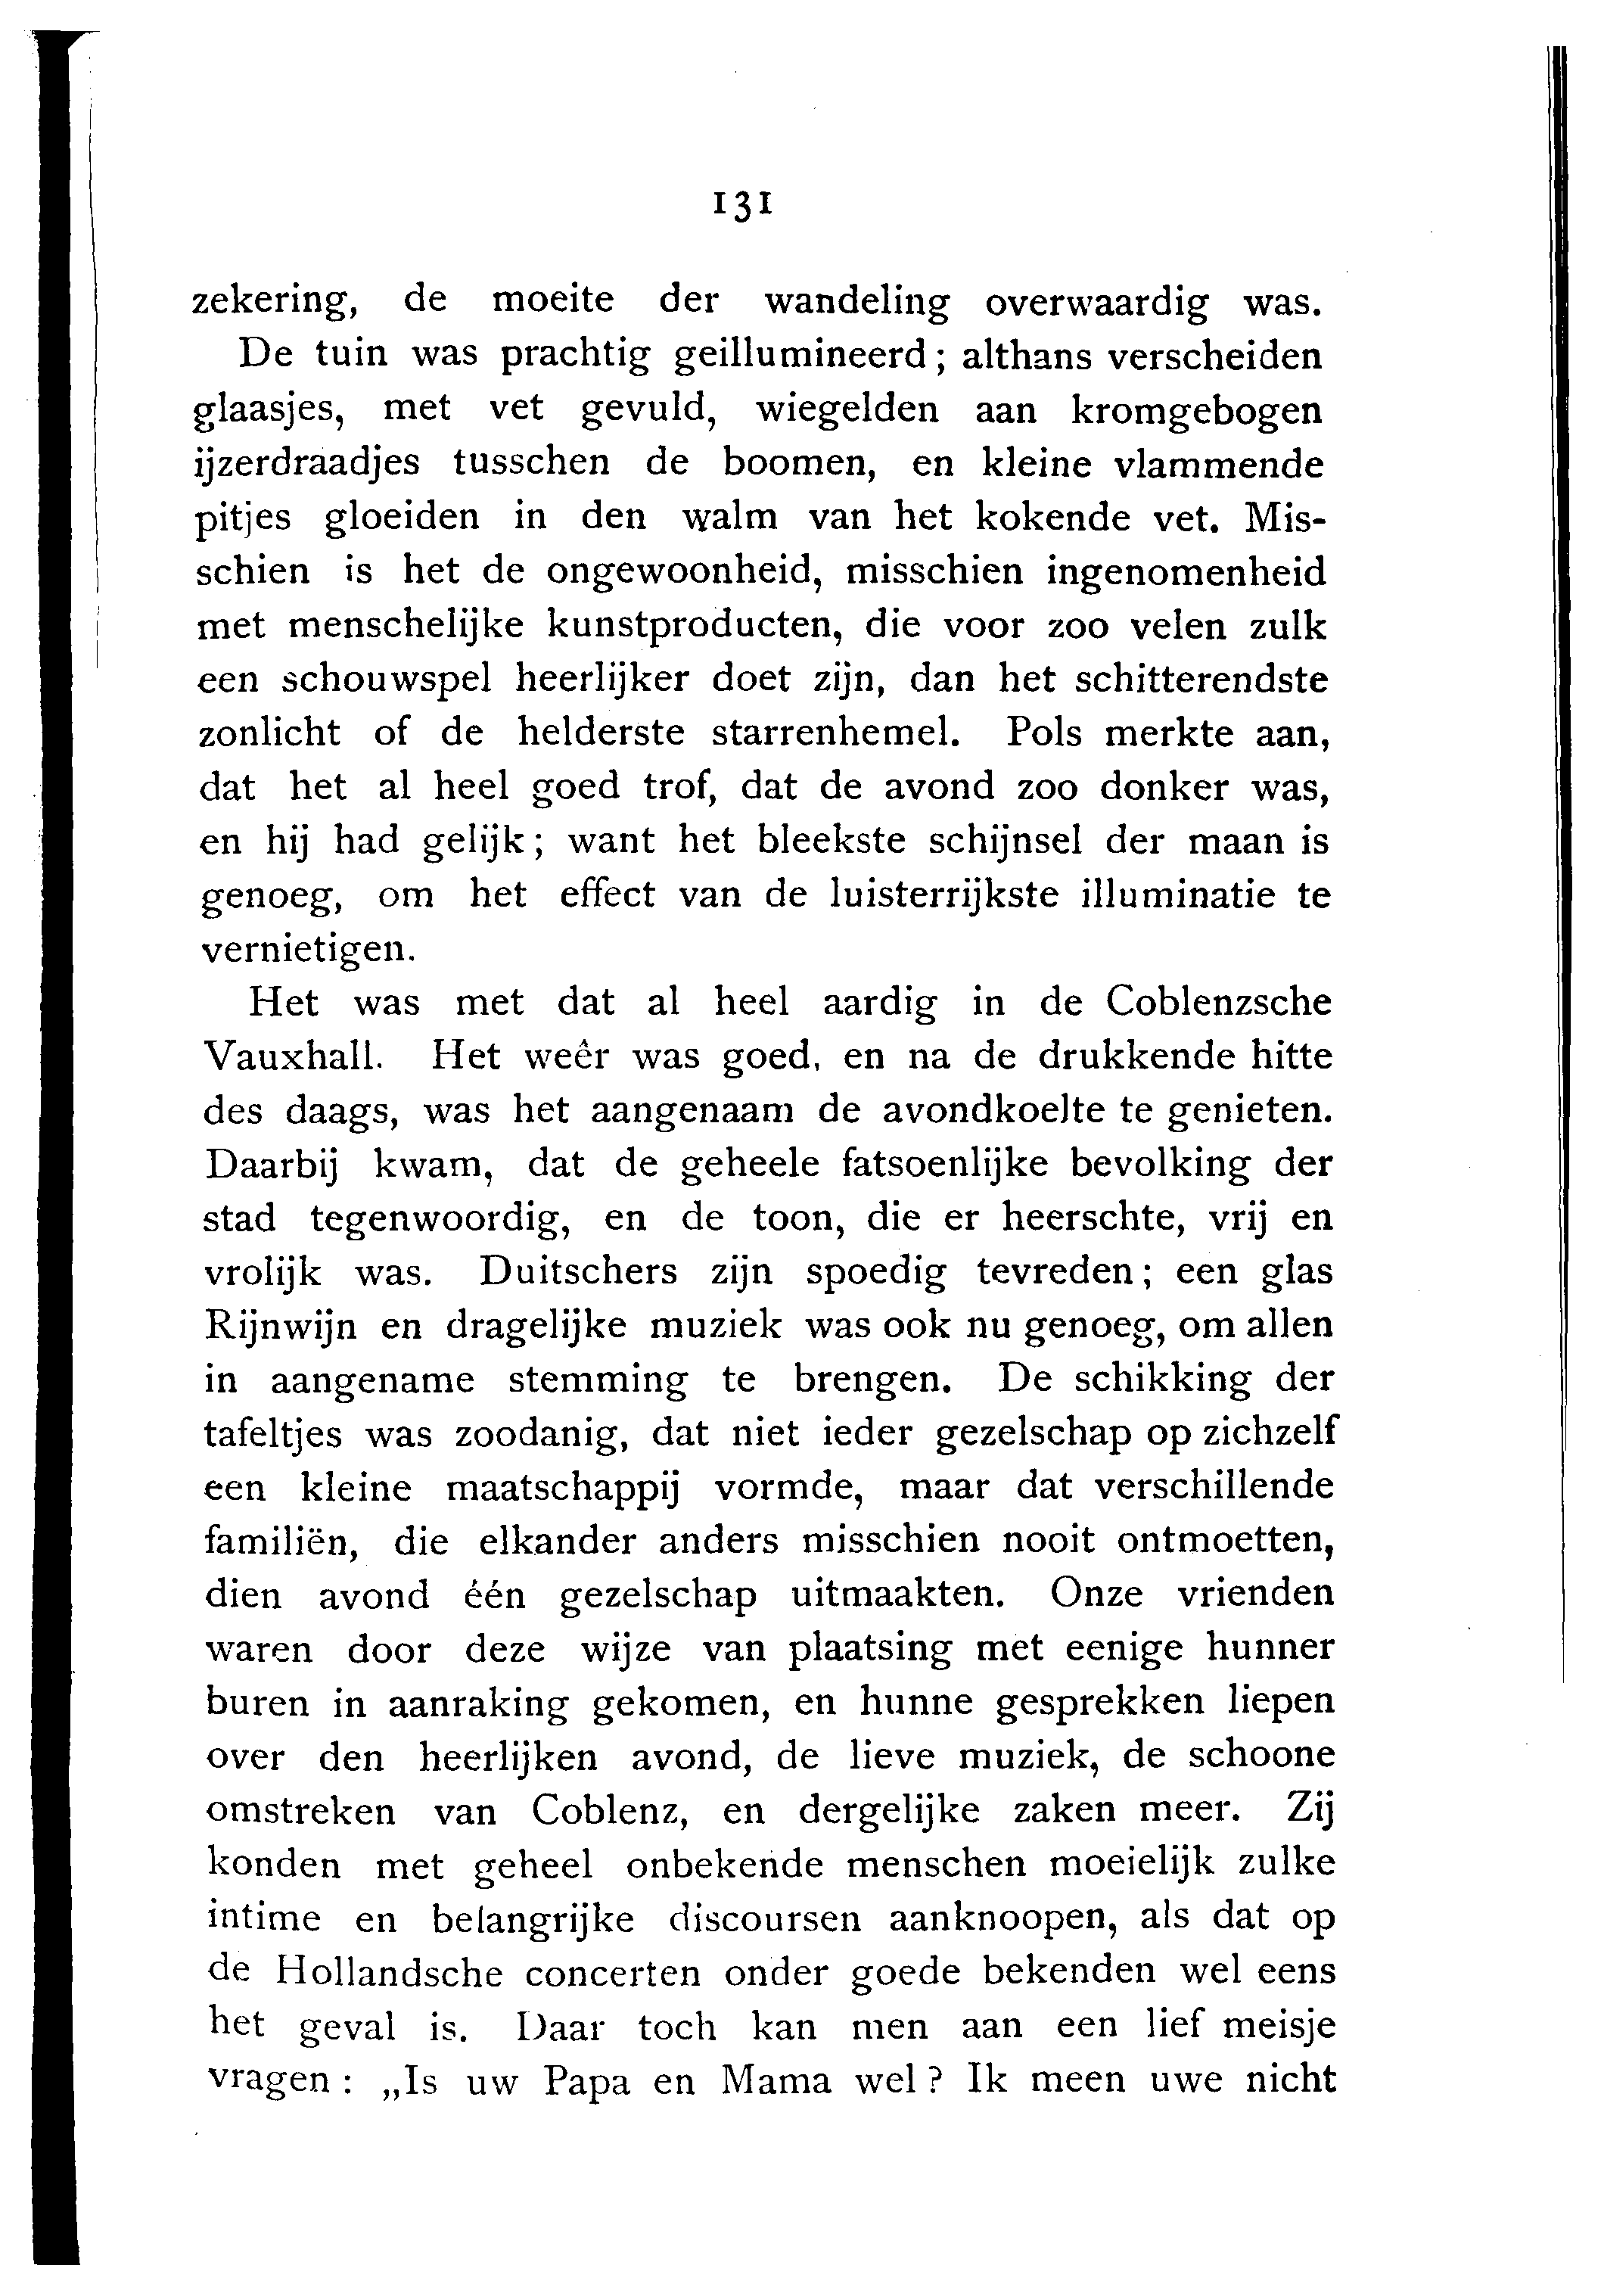 131
zekering, de moeite der wandeling overwaardig was.
De tuin was prachtig geillumineerd; althans verscheiden
glaasjes, met vet gevuld, wiegelden aan kromgebogen
ijzerdraadjes tusschen de boomen, en kleine vlammende
pitjes gloeiden in den walm van het kokende vet. Mis-
schien is het de ongewoonheid, misschien ingenomenheid
met menschelijke kunstproducten, die voor zoo velen zulk
een schouwspel heerlijker doet zijn, dan het schitterendste
zonlicht of de helderste starrenhemel. Pols merkte aan,
dat het al heel goed trof, dat de avond zoo donker was,
en hij had gelijk; want het bleekste schijnsel der maan is
genoeg, om het effect van de luisterrijkste illuminatie te
vernietigen.
Het was met dat al heel aardig in de Coblenzsche
Vauxhall. Het weêr was goed, en na de drukkende hitte
des daags, was het aangenaam de avondkoelte te genieten.
Daarbij kwam, dat de geheele fatsoenlijke bevolking der
stad tegenwoordig, en de toon, die er heerschte, vrij en
vrolijk was. Duitschers zijn spoedig tevreden; een glas
Rijnwijn en dragelijke muziek was ook nu genoeg, om allen
in aangename stemming te brengen. De schikking der
tafeltjes was zoodanig, dat niet ieder gezelschap op zichzelf
een kleine maatschappij vormde, maar dat verschillende
familiën, die elkander anders misschien nooit ontmoetten,
dien avond één gezelschap uitmaakten. Onze vrienden
waren door deze wijze van plaatsing met eenige hunner
buren in aanraking gekomen, en hunne gesprekken liepen
over den heerlijken avond, de lieve muziek, de schoone
omstreken van Coblenz, en dergelijke zaken meer. Zij
konden met geheel onbekende menschen moeielijk zulke
intime en belangrijke discoursen aanknoopen, als dat op
de Hollandsche concerten onder goede bekenden wel eens
het geval is. Daar toch kan men aan een lief meisje
vragen: „Is uw Papa en Mama wel? Ik meen uwe nicht